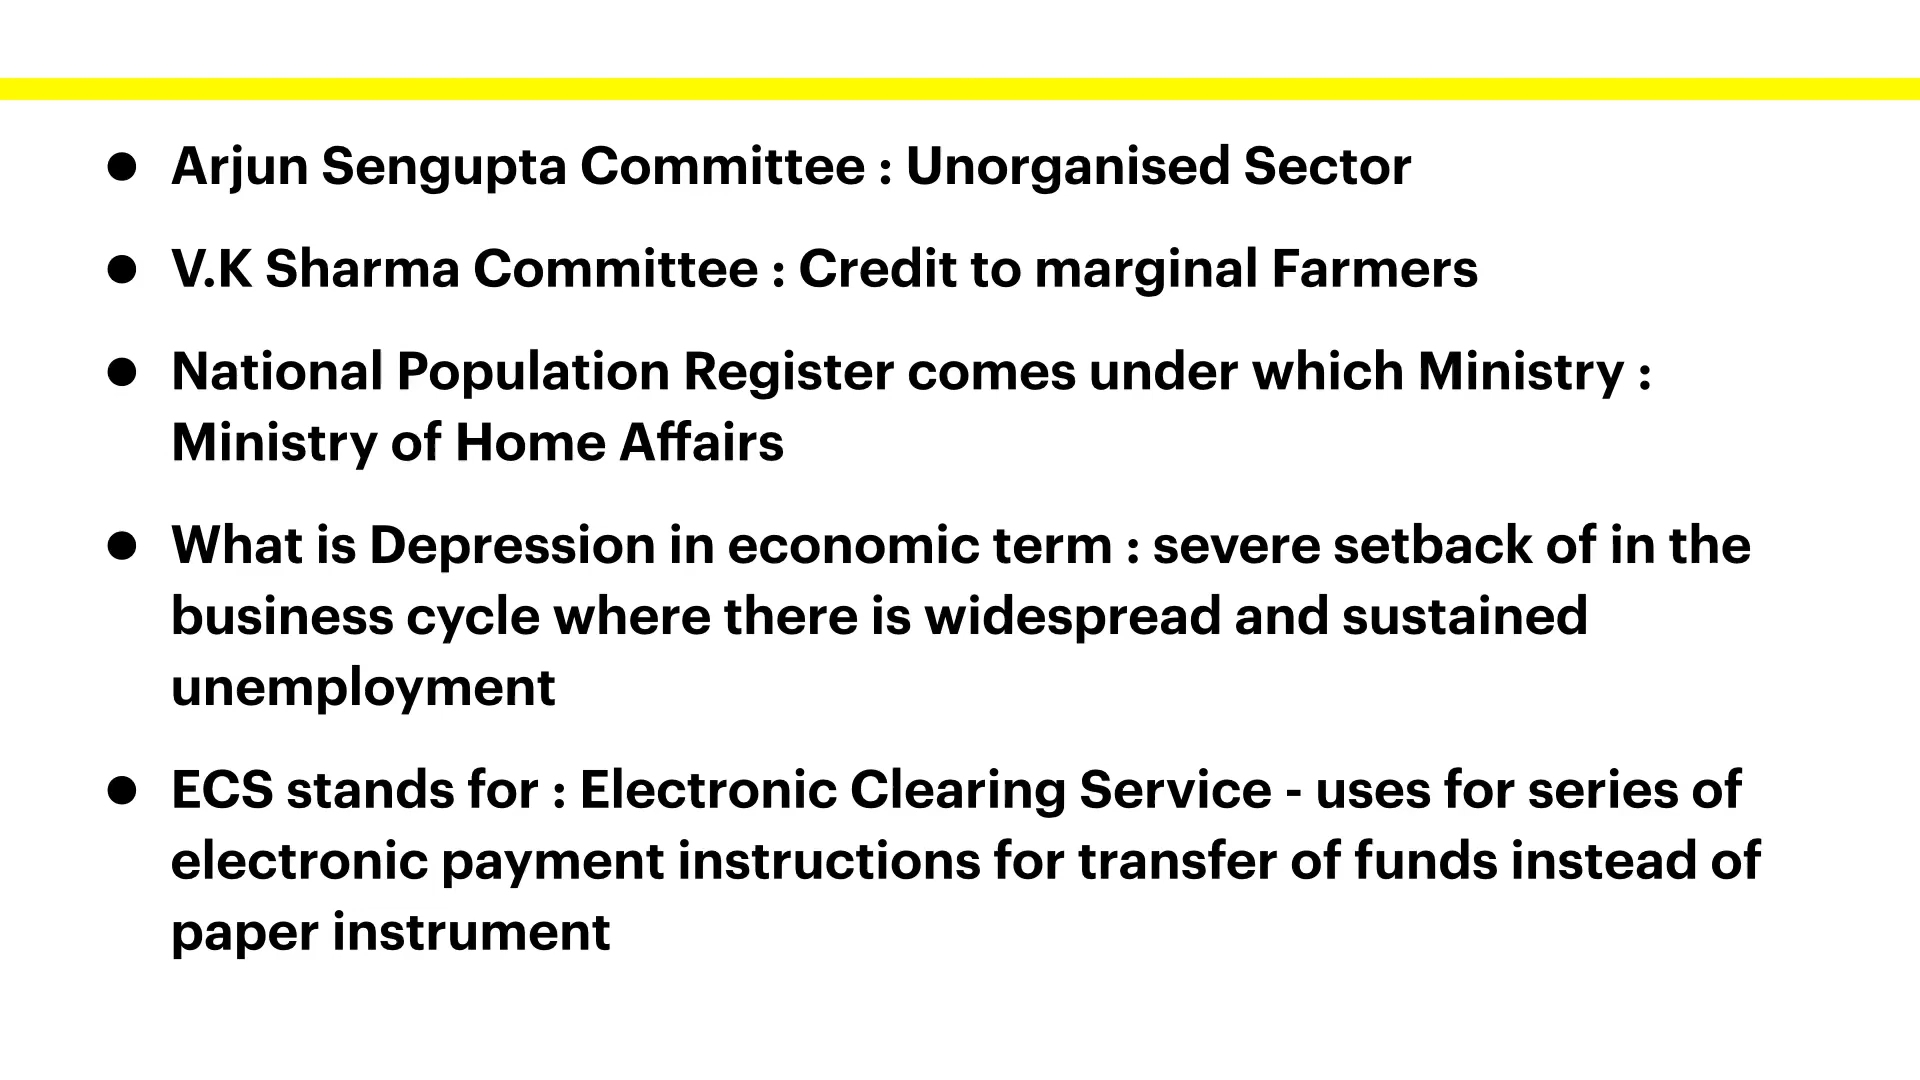 ● Arjun Sengupta Committee : Unorganised Sector
● V.K Sharma Committee : Credit to marginal Farmers
● National Population Register comes under which Ministry :
Ministry of Home Affairs
● What is Depression in economic term : severe setback of in the
business cycle where there is widespread and sustained
unemployment
● ECS stands for : Electronic Clearing Service - uses for series of
electronic payment instructions for transfer of funds instead of
paper instrument